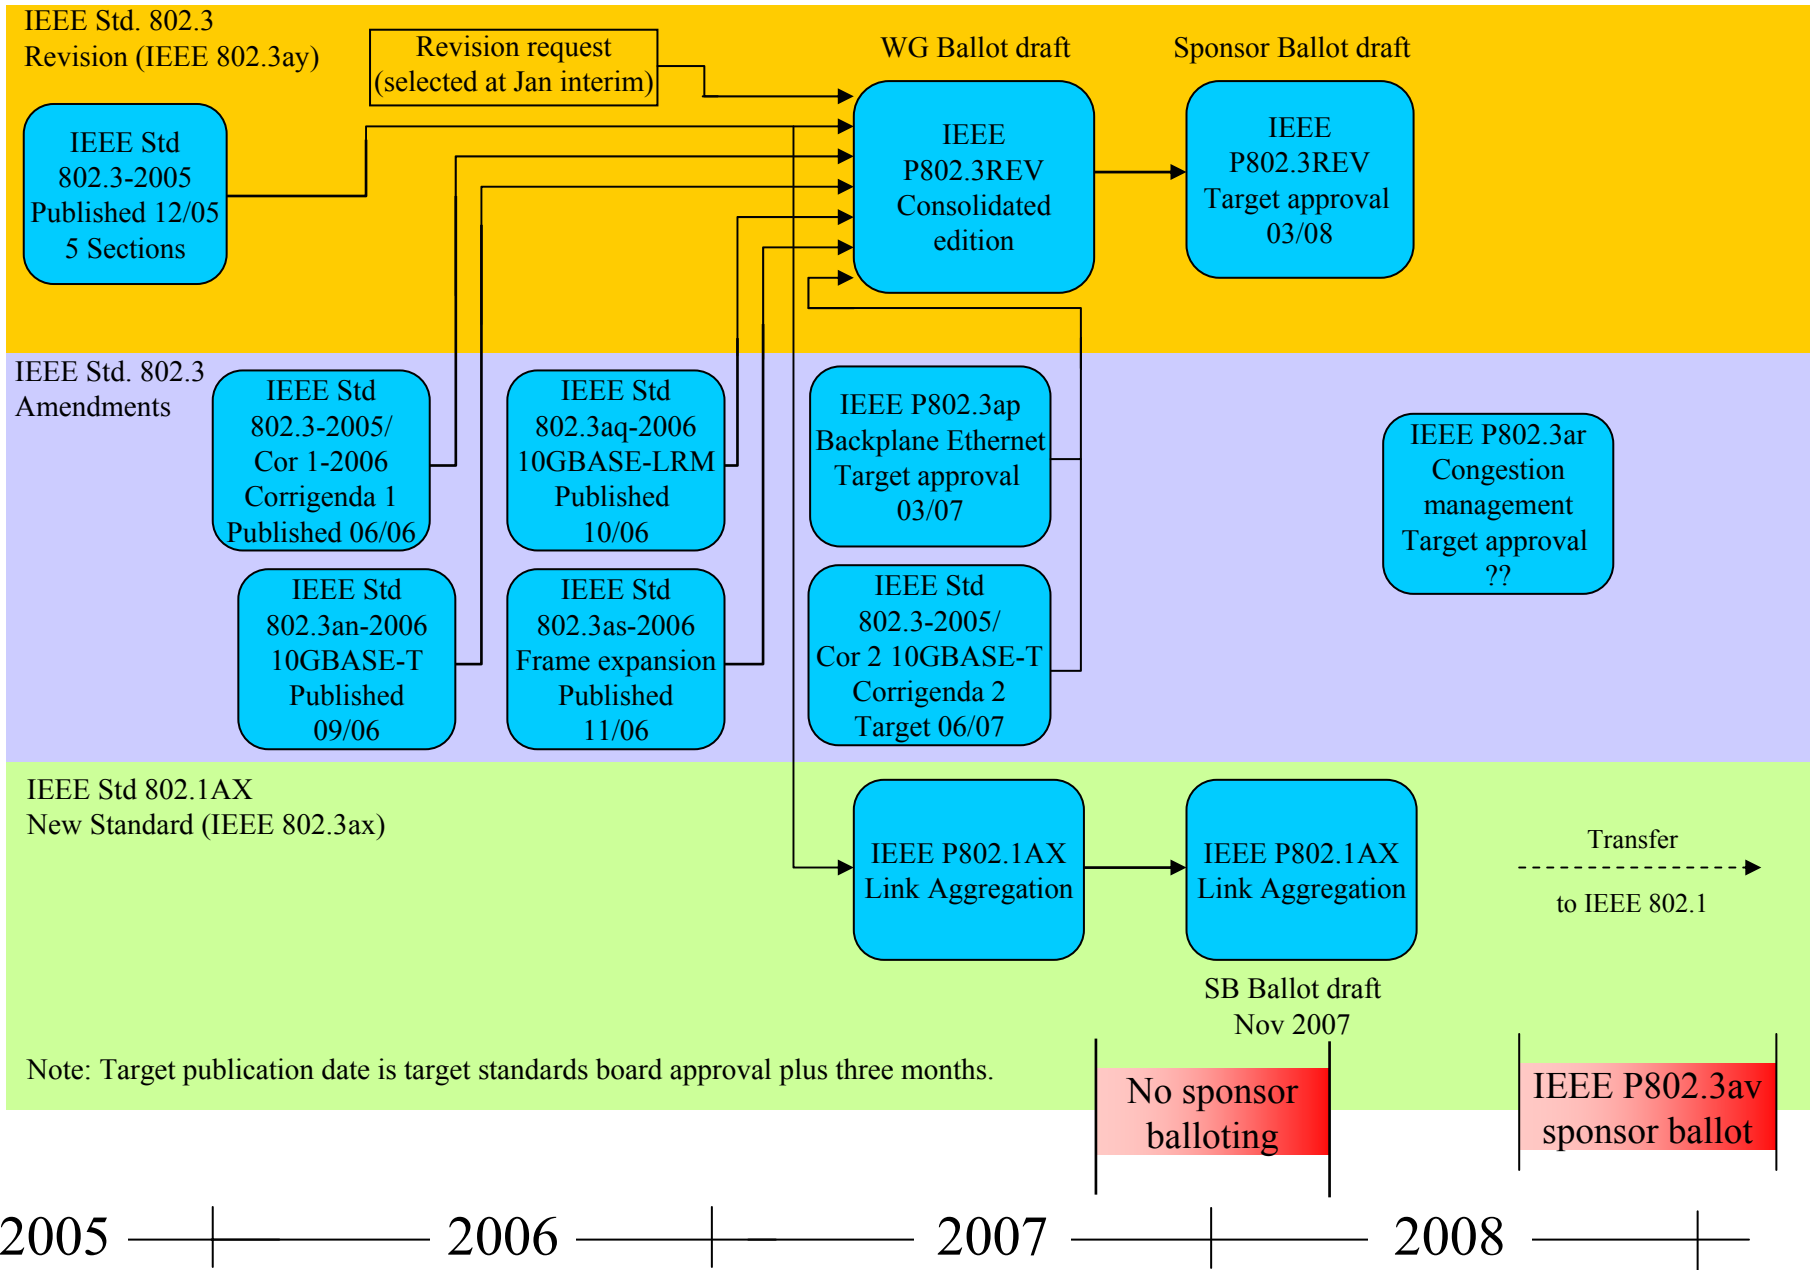 IEEE Std. 802.3
Revision (IEEE 802.3ay)
Revision request
(selected at Jan interim)
WG Ballot draft
Sponsor Ballot draft
IEEE Std
802.3-2005
Published 12/05
5 Sections
IEEE
P802.3REV
Consolidated
edition
IEEE
P802.3REV
Target approval
03/08
IEEE Std. 802.3
Amendments
IEEE Std
802.3-2005/
Cor 1-2006
Corrigenda 1
Published 06/06
IEEE Std
802.3aq-2006
10GBASE-LRM
Published
10/06
IEEE P802.3ap
Backplane Ethernet
Target approval
03/07
IEEE P802.3ar
Congestion
management
Target approval
??
IEEE Std
802.3an-2006
10GBASE-T
Published
09/06
IEEE Std
802.3as-2006
Frame expansion
Published
11/06
IEEE Std
802.3-2005/
Cor 2 10GBASE-T
Corrigenda 2
Target 06/07
IEEE Std 802.1AX
New Standard (IEEE 802.3ax)
IEEE P802.1AX
Link Aggregation
IEEE P802.1AX
Link Aggregation
Transfer
to IEEE 802.1
SB Ballot draft
Nov 2007
Note: Target publication date is target standards board approval plus three months.
No sponsor
balloting
IEEE P802.3av
sponsor ballot
2005
2006
2007
2008